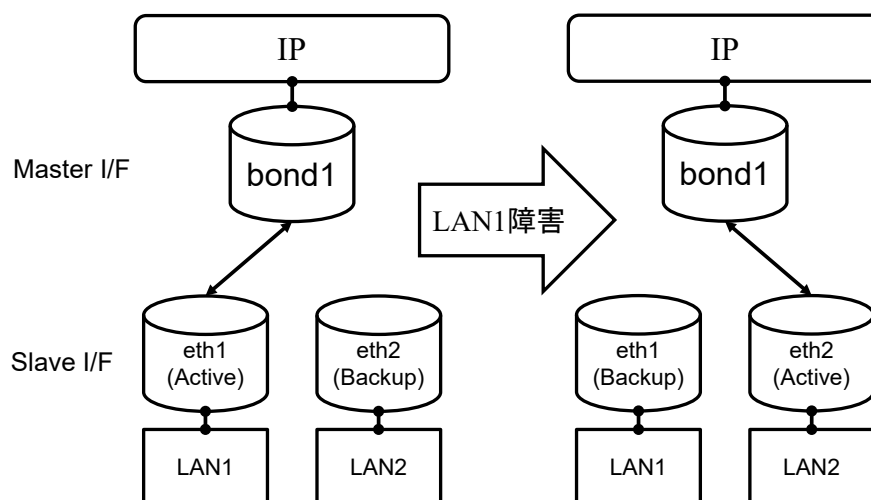 IP
IP
Master I/F
bond1
bond1
LAN1障害
Slave I/F
eth1
(Active)
eth2
(Backup)
eth1
(Backup)
eth2
(Active)
LAN1
LAN2
LAN1
LAN2